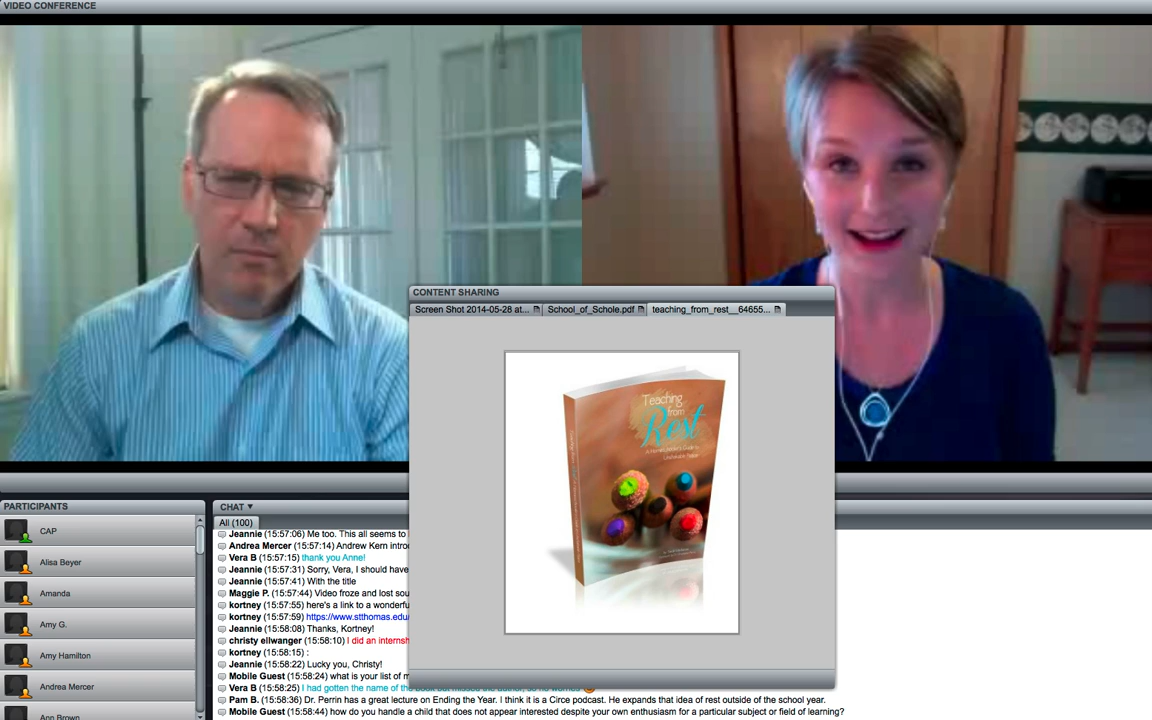 VIDEO CONFERENCE
CONTENT SHARING
Screen Shot 2014-05-28 at...
School_of_Schole.pdf
teaching_from_rest__64655...
Teaching
from
Rest
A Homeschooler's Guide to
Unshakable Peace
PARTICIPANTS
CAP
Alisa Beyer
Amanda
Amy G.
Amy Hamilton
Andrea Mercer
Ann Brown
CHAT
All (100)
Jeannie (15:57:06) Me too. This all seems to
Andrea Mercer (15:57:14) Andrew Kern intro
Vera B (15:57:15) thank you Anne!
Jeannie (15:57:31) Sorry, Vera, I should have
Jeannie (15:57:41) With the title
Maggie P. (15:57:44) Video froze and lost sou
kortney (15:57:55) here's a link to a wonderfu
kortney (15:57:59) https://www.stthomas.edu/
Jeannie (15:58:08) Thanks, Kortney!
christy ellwanger (15:58:10) I did an internsh
kortney (15:58:15) :
Jeannie (15:58:22) Lucky you, Christy!
Mobile Guest (15:58:24) what is your list of m
Vera B (15:58:25) I had gotten the name of the book but missed the author, so no worries
Pam B. (15:58:36) Dr. Perrin has a great lecture on Ending the Year. I think it is a Circe podcast. He expands that idea of rest outside of the school year.
Mobile Guest (15:58:44) how do you handle a child that does not appear interested despite your own enthusiasm for a particular subject or field of learning?